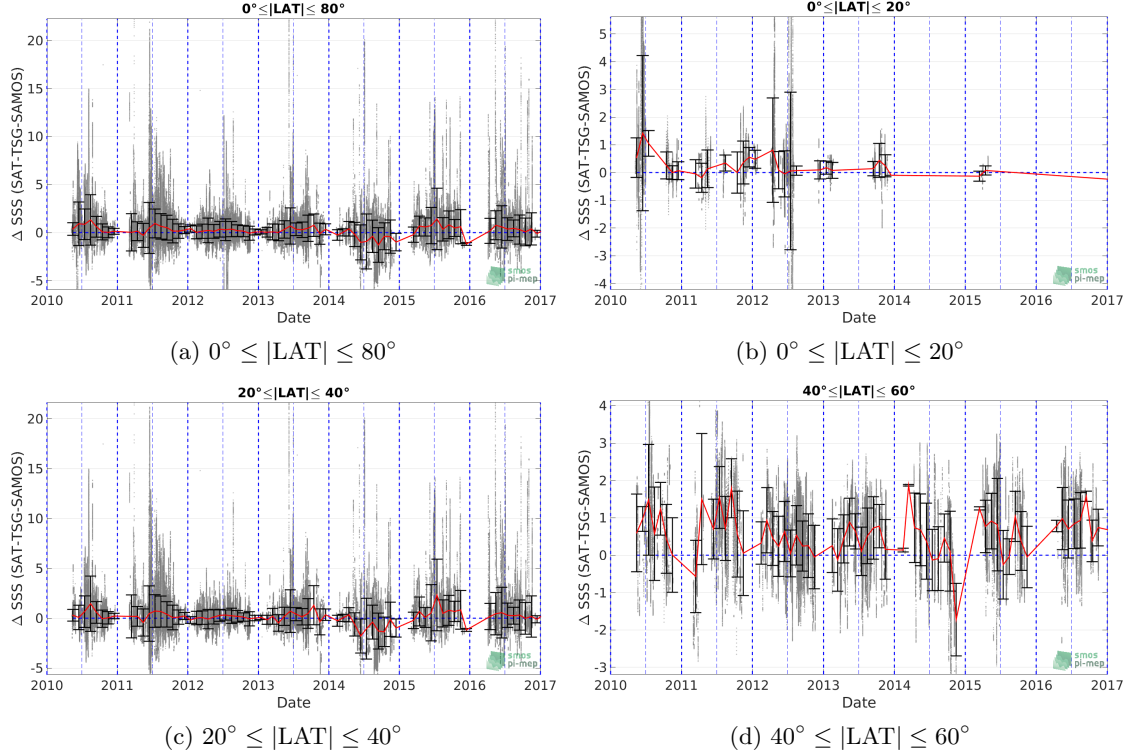 0°≤|LAT|≤ 80°
Δ SSS (SAT-TSG-SAMOS)
20
15
10
5
0
-5
2010 2011 2012 2013 2014 2015 2016 2017
Date
smos
pi-mep
(a) 0° ≤ |LAT| ≤ 80°
0°≤|LAT|≤ 20°
Δ SSS (SAT-TSG-SAMOS)
5
4
3
2
1
0
-1
-2
-3
-4
2010 2011 2012 2013 2014 2015 2016 2017
Date
smos
pi-mep
(b) 0° ≤ |LAT| ≤ 20°
20°≤|LAT|≤ 40°
Δ SSS (SAT-TSG-SAMOS)
20
15
10
5
0
-5
2010 2011 2012 2013 2014 2015 2016 2017
Date
smos
pi-mep
(c) 20° ≤ |LAT| ≤ 40°
40°≤|LAT|≤ 60°
Δ SSS (SAT-TSG-SAMOS)
4
3
2
1
0
-1
-2
-3
2010 2011 2012 2013 2014 2015 2016 2017
Date
smos
pi-mep
(d) 40° ≤ |LAT| ≤ 60°